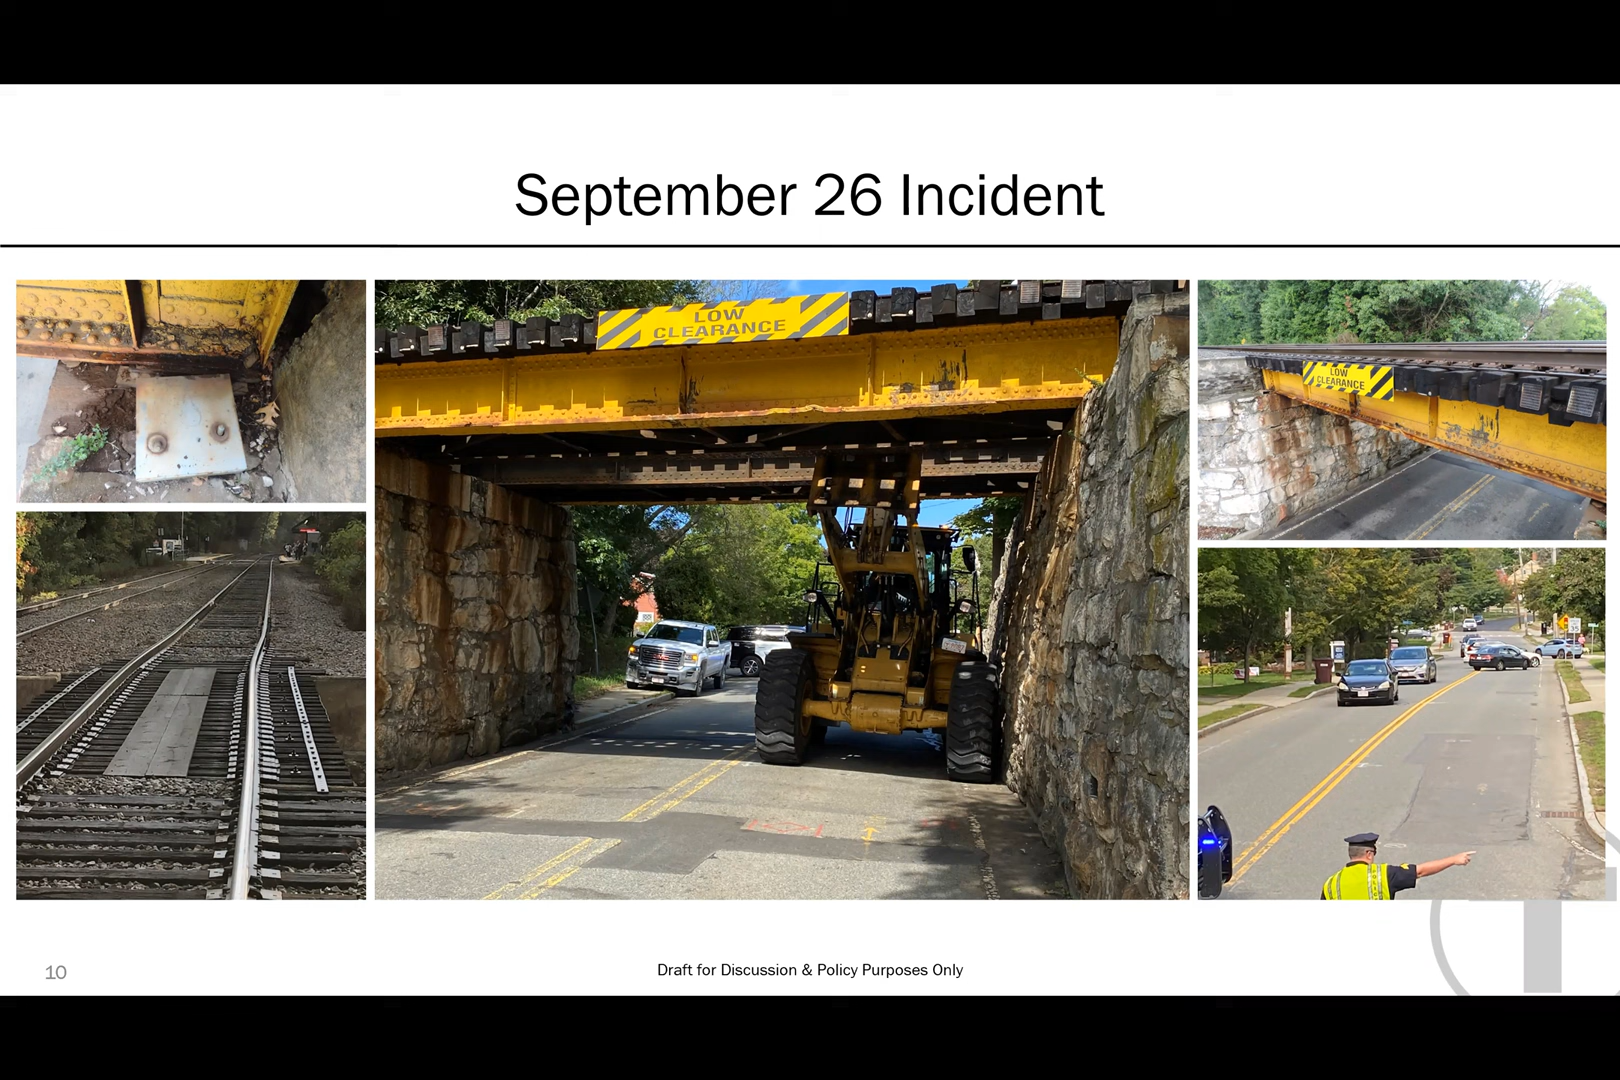 September 26 Incident
LOW
CLEARANCE
LOW
CLEARANCE
10
Draft for Discussion & Policy Purposes Only